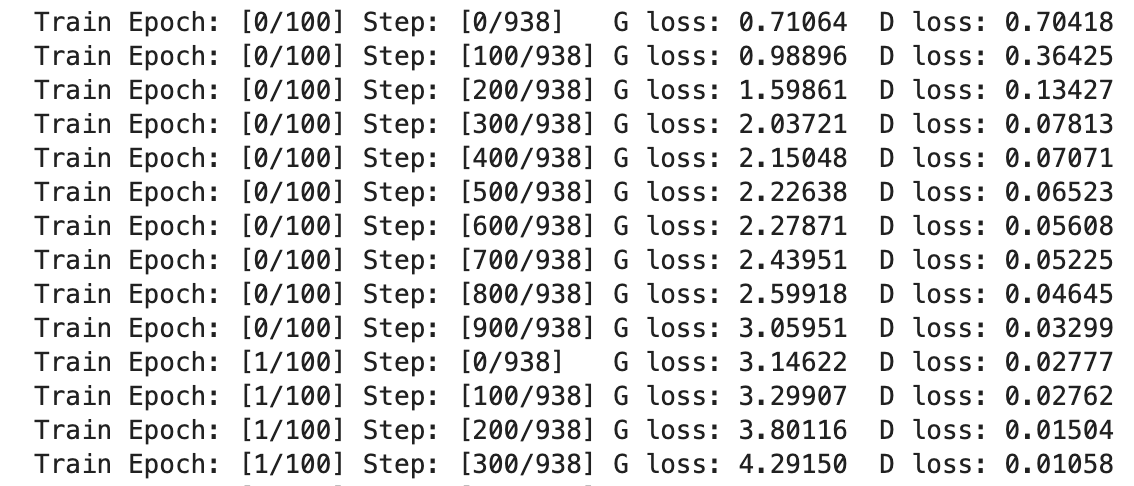 Train Epoch: [0/100] Step: [0/938]   G loss: 0.71064  D loss: 0.70418
Train Epoch: [0/100] Step: [100/938] G loss: 0.98896  D loss: 0.36425
Train Epoch: [0/100] Step: [200/938] G loss: 1.59861  D loss: 0.13427
Train Epoch: [0/100] Step: [300/938] G loss: 2.03721  D loss: 0.07813
Train Epoch: [0/100] Step: [400/938] G loss: 2.15048  D loss: 0.07071
Train Epoch: [0/100] Step: [500/938] G loss: 2.22638  D loss: 0.06523
Train Epoch: [0/100] Step: [600/938] G loss: 2.27871  D loss: 0.05608
Train Epoch: [0/100] Step: [700/938] G loss: 2.43951  D loss: 0.05225
Train Epoch: [0/100] Step: [800/938] G loss: 2.59918  D loss: 0.04645
Train Epoch: [0/100] Step: [900/938] G loss: 3.05951  D loss: 0.03299
Train Epoch: [1/100] Step: [0/938]   G loss: 3.14622  D loss: 0.02777
Train Epoch: [1/100] Step: [100/938] G loss: 3.29907  D loss: 0.02762
Train Epoch: [1/100] Step: [200/938] G loss: 3.80116  D loss: 0.01504
Train Epoch: [1/100] Step: [300/938] G loss: 4.29150  D loss: 0.01058